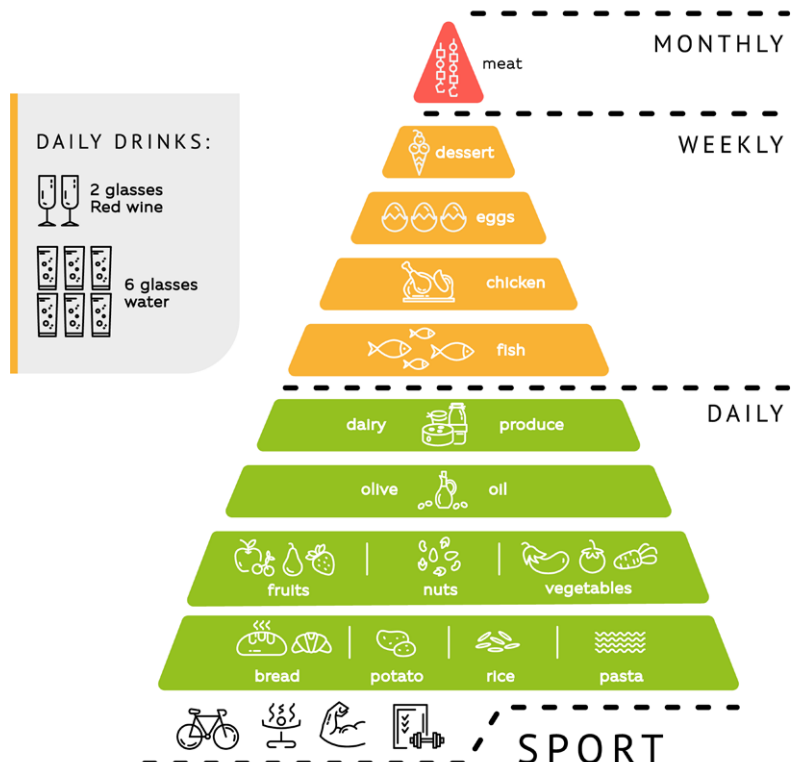 MONTHLY
meat
WEEKLY
dessert
DAILY DRINKS:
2 glasses
Red wine
eggs
6 glasses
water
chicken
fish
DAILY
dairy produce
olive oil
fruits nuts vegetables
bread potato rice pasta
SPORT